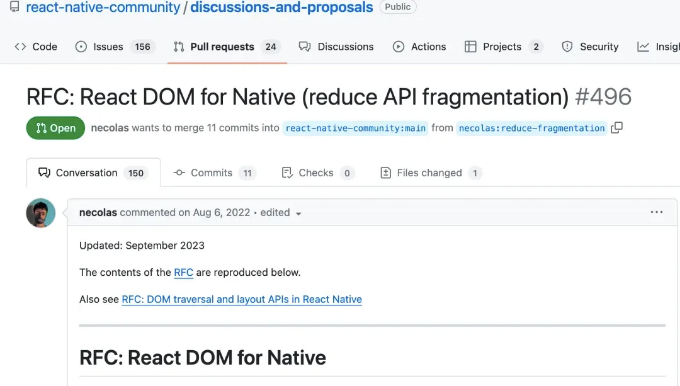 react-native-community / discussions-and-proposals Public
Code Issues 156 Pull requests 24 Discussions Actions Projects 2 Security
RFC: React DOM for Native (reduce API fragmentation) #496
Open necolas wants to merge 11 commits into react-native-community:main from necolas:reduce-fragmentation
Conversation 150 Commits 11 Checks 0 Files changed 1
necolas commented on Aug 6, 2022 • edited
Updated: September 2023
The contents of the RFC are reproduced below.
Also see RFC: DOM traversal and layout APIs in React Native
RFC: React DOM for Native